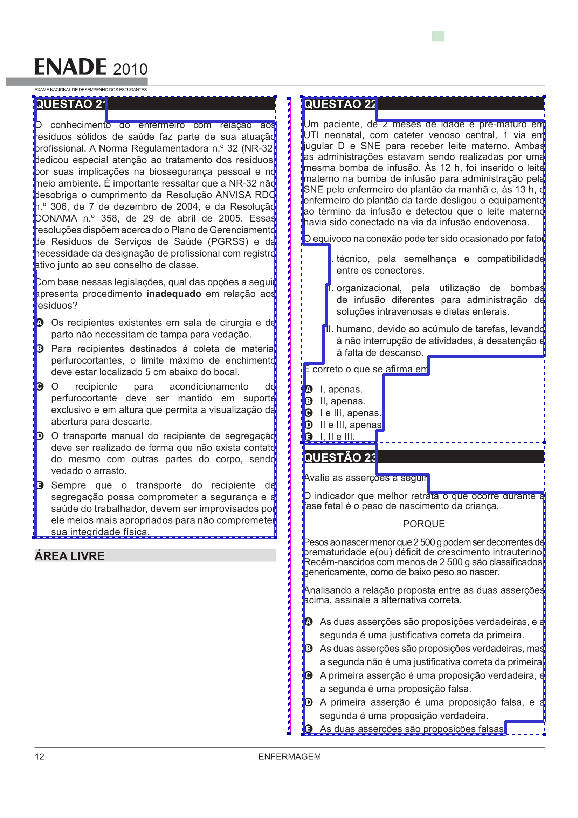 ENADE 2010
EXAME NACIONAL DE DESEMPENHO DOS ESTUDANTES
QUESTÃO 21
O conhecimento do enfermeiro com relação aos
resíduos sólidos de saúde faz parte de sua atuação
profissional. A Norma Regulamentadora n.º 32 (NR-32)
dedicou especial atenção ao tratamento dos resíduos
por suas implicações na biossegurança pessoal e no
meio ambiente. É importante ressaltar que a NR-32 não
desobriga o cumprimento da Resolução ANVISA RDC
n.º 306, de 7 de dezembro de 2004, e da Resolução
CONAMA n.º 358, de 29 de abril de 2005. Essas
resoluções dispõem acerca do o Plano de Gerenciamento
de Resíduos de Serviços de Saúde (PGRSS) e da
necessidade da designação de profissional com registro
ativo junto ao seu conselho de classe.
Com base nessas legislações, qual das opções a seguir
apresenta procedimento inadequado em relação aos
resíduos?
A Os recipientes existentes em sala de cirurgia e de
parto não necessitam de tampa para vedação.
B Para recipientes destinados à coleta de material
perfurocortantes, o limite máximo de enchimento
deve estar localizado 5 cm abaixo do bocal.
C O recipiente para acondicionamento de
perfurocortante deve ser mantido em suporte
exclusivo e em altura que permita a visualização da
abertura para descarte.
D O transporte manual do recipiente de segregação
deve ser realizado de forma que não exista contato
do mesmo com outras partes do corpo, sendo
vedado o arrasto.
E Sempre que o transporte do recipiente de
segregação possa comprometer a segurança e a
saúde do trabalhador, devem ser improvisados por
ele meios mais apropriados para não comprometer
sua integridade física.
ÁREA LIVRE
QUESTÃO 22
Um paciente, de 2 meses de idade e pré-maturo em
UTI neonatal, com cateter venoso central, 1 via em
jugular D e SNE para receber leite materno. Ambas
as administrações estavam sendo realizadas por uma
mesma bomba de infusão. Às 12 h, foi inserido o leite
materno na bomba de infusão para administração pela
SNE pelo enfermeiro do plantão da manhã e, às 13 h, o
enfermeiro do plantão da tarde desligou o equipamento
ao término da infusão e detectou que o leite materno
havia sido conectado na via da infusão endovenosa.
O equívoco na conexão pode ter sido ocasionado por fator
I. técnico, pela semelhança e compatibilidade
entre os conectores.
II. organizacional, pela utilização de bombas
de infusão diferentes para administração de
soluções intravenosas e dietas enterais.
III. humano, devido ao acúmulo de tarefas, levando
à não interrupção de atividades, à desatenção e
à falta de descanso.
É correto o que se afirma em
A I, apenas.
B II, apenas.
C I e III, apenas.
D II e III, apenas.
E I, II e III.
QUESTÃO 23
Avalie as asserções a seguir.
O indicador que melhor retrata o que ocorre durante a
fase fetal é o peso de nascimento da criança.
PORQUE
Pesos ao nascer menor que 2 500 g podem ser decorrentes de
prematuridade e(ou) déficit de crescimento intrauterino.
Recém-nascidos com menos de 2 500 g são classificados,
genericamente, como de baixo peso ao nascer.
Analisando a relação proposta entre as duas asserções
acima, assinale a alternativa correta.
A As duas asserções são proposições verdadeiras, e a
segunda é uma justificativa correta da primeira.
B As duas asserções são proposições verdadeiras, mas
a segunda não é uma justificativa correta da primeira.
C A primeira asserção é uma proposição verdadeira, e
a segunda é uma proposição falsa.
D A primeira asserção é uma proposição falsa, e a
segunda é uma proposição verdadeira.
E As duas asserções são proposições falsas.
12
ENFERMAGEM